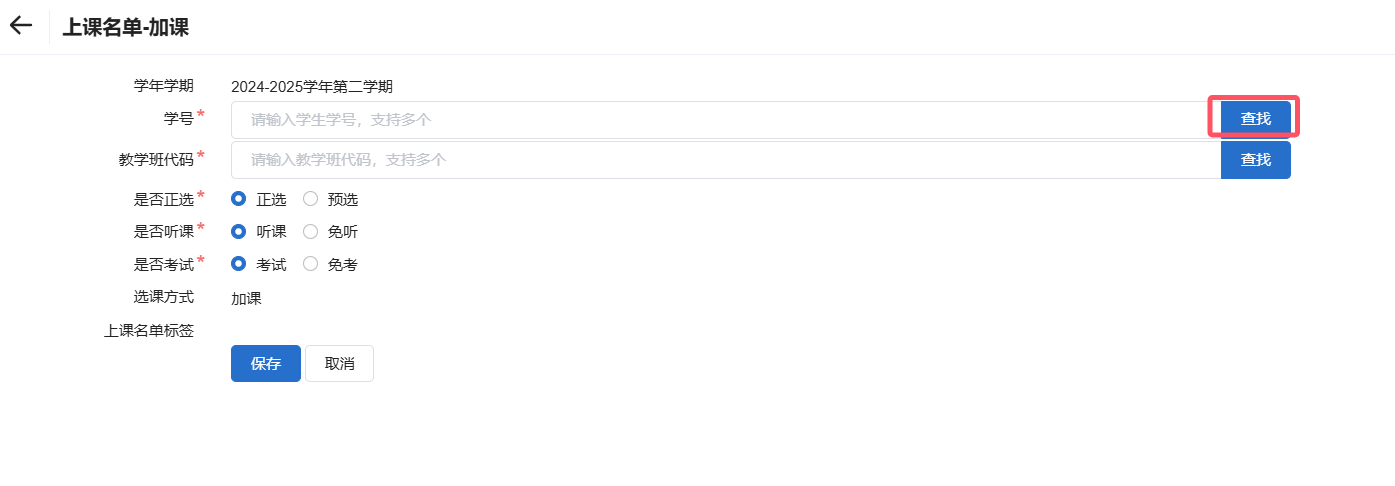 上课名单-加课
学年学期 2024-2025学年第二学期
学号* 请输入学生学号，支持多个 查找
教学班代码* 请输入教学班代码，支持多个 查找
是否正选* 正选 预选
是否听课* 听课 免听
是否考试* 考试 免考
选课方式 加课
上课名单标签
保存 取消